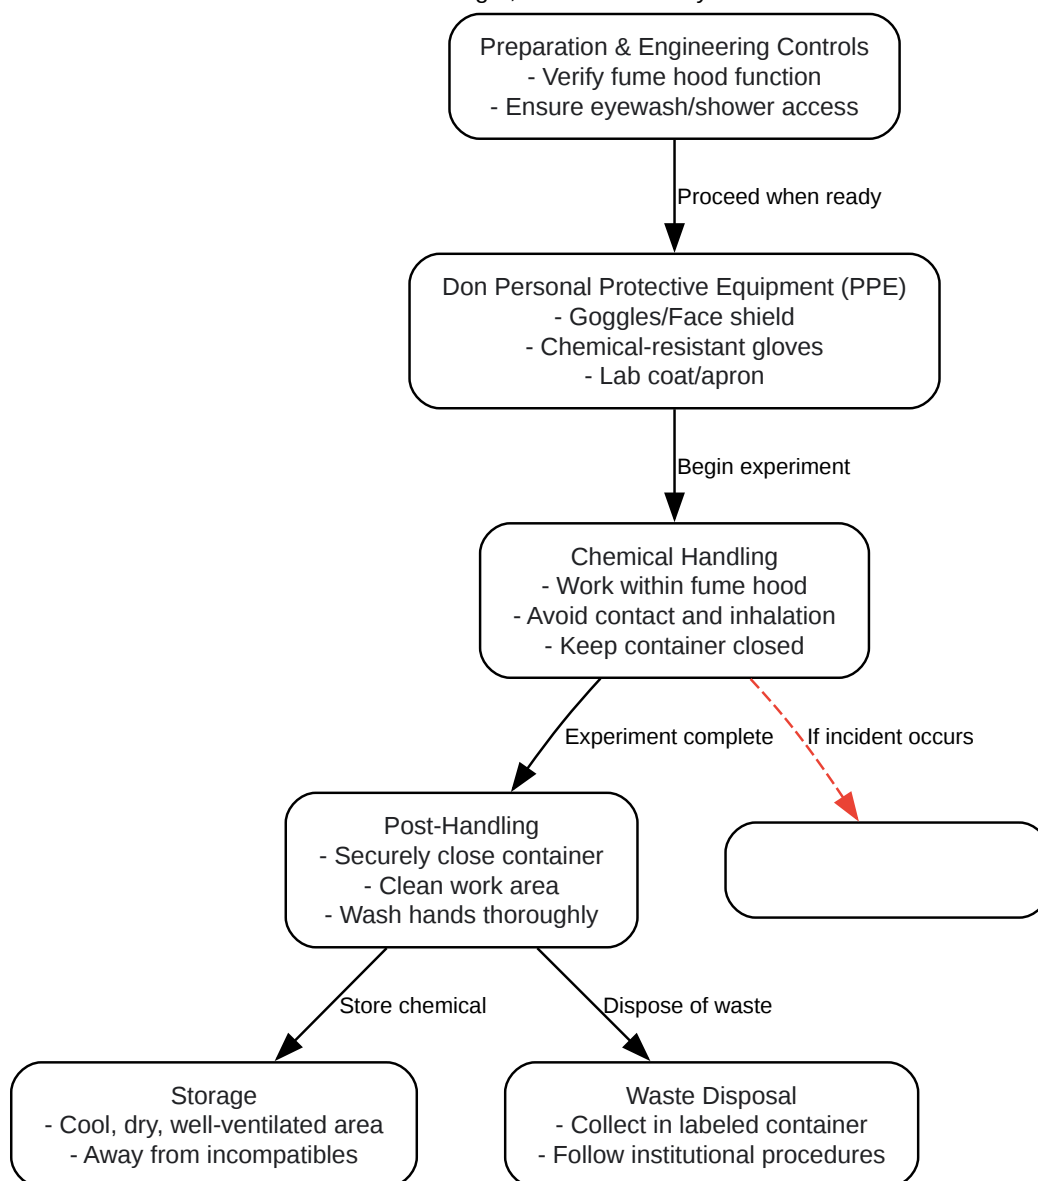 Preparation & Engineering Controls
- Verify fume hood function
- Ensure eyewash/shower access
Proceed when ready
Don Personal Protective Equipment (PPE)
- Goggles/Face shield
- Chemical-resistant gloves
- Lab coat/apron
Begin experiment
Chemical Handling
- Work within fume hood
- Avoid contact and inhalation
- Keep container closed
Experiment complete
If incident occurs
Post-Handling
- Securely close container
- Clean work area
- Wash hands thoroughly
Store chemical
Dispose of waste
Storage
- Cool, dry, well-ventilated area
- Away from incompatibles
Waste Disposal
- Collect in labeled container
- Follow institutional procedures